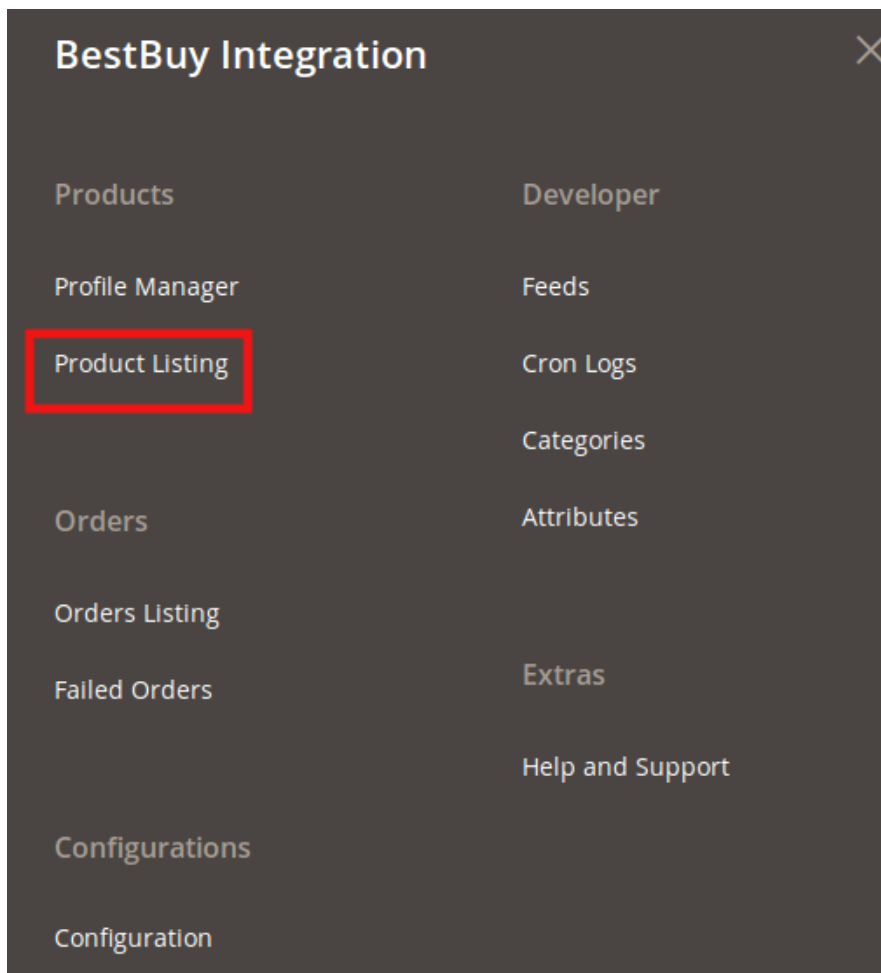 BestBuy Integration
Products
Profile Manager
Product Listing
Orders
Orders Listing
Failed Orders
Configurations
Configuration
Developer
Feeds
Cron Logs
Categories
Attributes
Extras
Help and Support